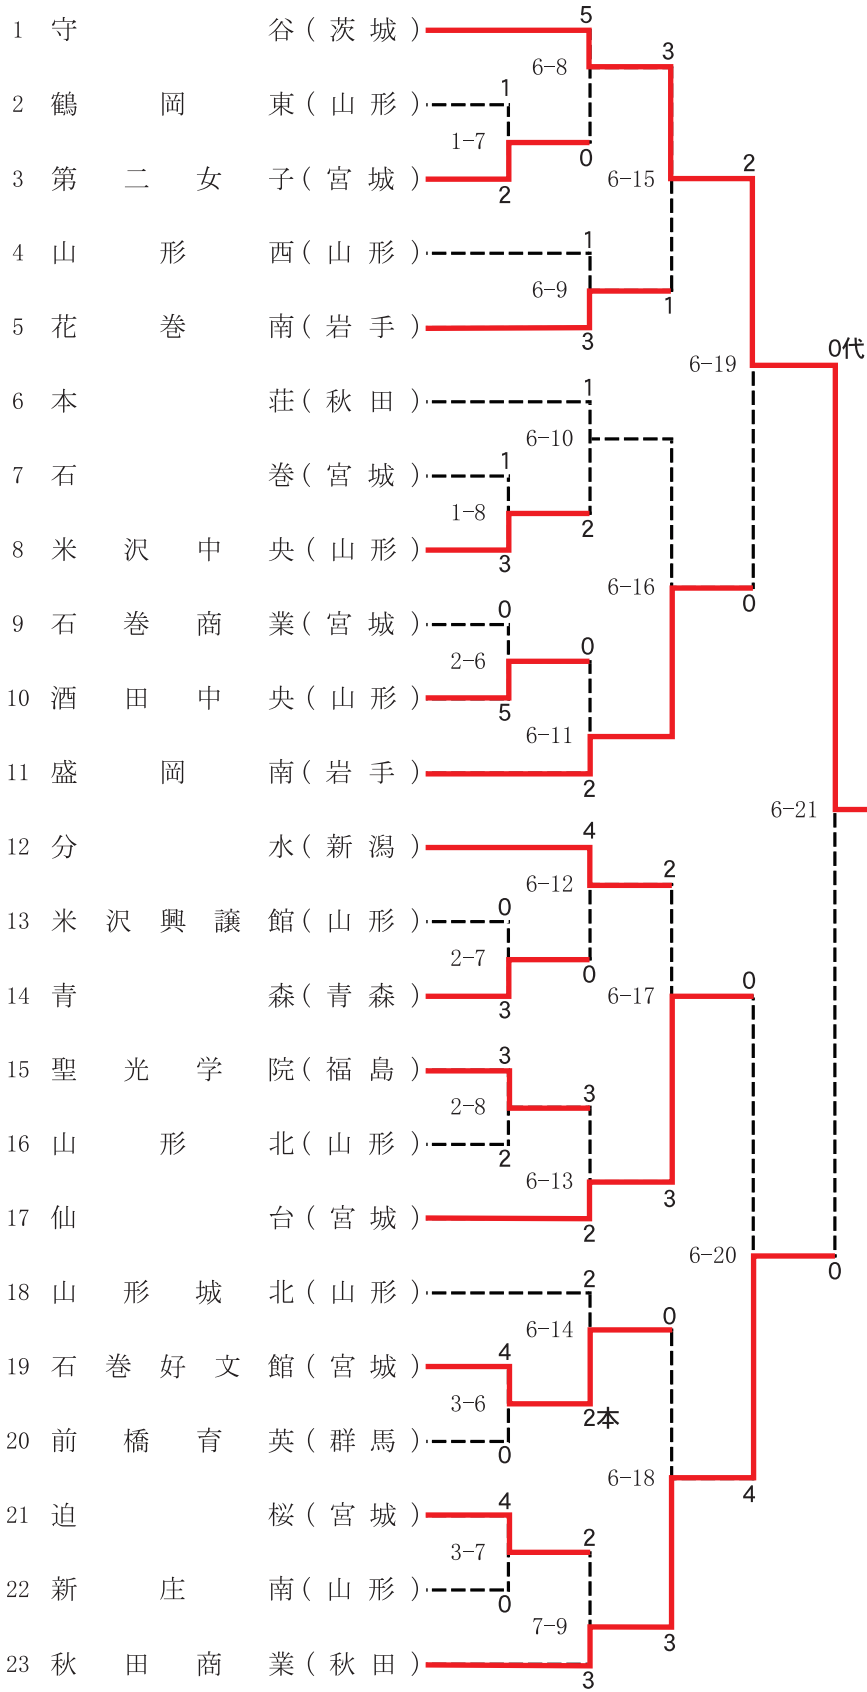 1 守谷(茨城)
2 鶴岡東(山形)
3 第二女子(宮城)
4 山形西(山形)
5 花巻南(岩手)
6 本荘(秋田)
7 石巻(宮城)
8 米沢中央(山形)
9 石巻商業(宮城)
10 酒田中央(山形)
11 盛岡南(岩手)
12 分水(新潟)
13 米沢興譲館(山形)
14 青森(青森)
15 聖光学院(福島)
16 山形北(山形)
17 仙台(宮城)
18 山形城北(山形)
19 石巻好文館(宮城)
20 前橋育英(群馬)
21 迫桜(宮城)
22 新庄南(山形)
23 秋田商業(秋田)
1
1-7
2
1
1-8
3
0
2-6
5
0
2-7
3
3
2-8
2
4
3-6
0
4
3-7
0
5
6-8
0
1
6-9
3
1
6-10
2
0
6-11
2
4
6-12
0
3
6-13
2
2
6-14
2本
2
7-9
3
3
6-15
1
6-16
2
6-17
3
0
6-18
3
2
6-19
0
0
6-20
4
0代
6-21
0